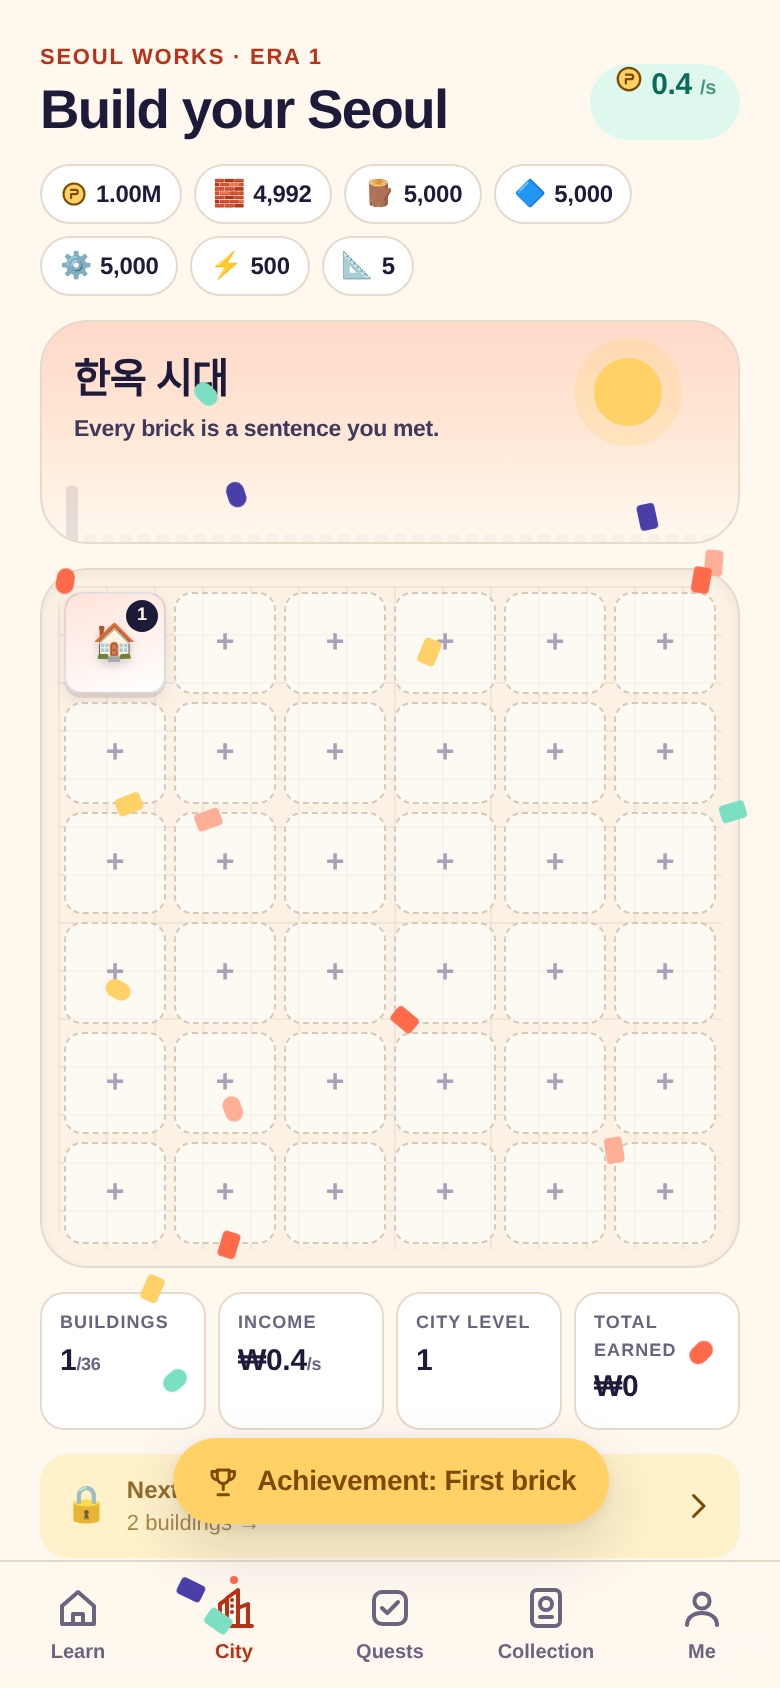 SEOUL WORKS · ERA 1
Build your Seoul
0.4 /s
1.00M
4,992
5,000
5,000
5,000
500
5
한옥 시대
Every brick is a sentence you met.
1
BUILDINGS
1/36
INCOME
₩0.4/s
CITY LEVEL
1
TOTAL EARNED
₩0
Next
2 buildings →
Achievement: First brick
Learn
City
Quests
Collection
Me